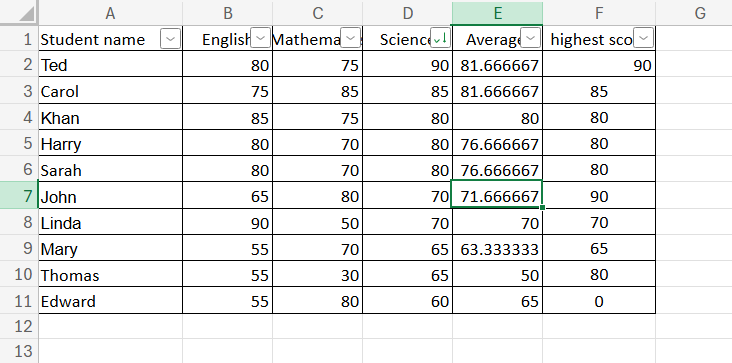 A B C D E F G
1 Student name English Mathema Science Average highest sco
2 Ted 80 75 90 81.666667 90
3 Carol 75 85 85 81.666667 85
4 Khan 85 75 80 80 80
5 Harry 80 70 80 76.666667 80
6 Sarah 80 70 80 76.666667 80
7 John 65 80 70 71.666667 90
8 Linda 90 50 70 70 70
9 Mary 55 70 65 63.333333 65
10 Thomas 55 30 65 50 80
11 Edward 55 80 60 65 0
12
13